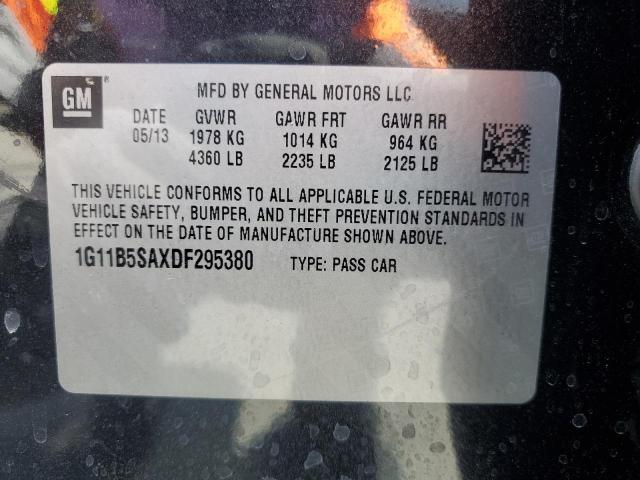 GM ®
MFD BY GENERAL MOTORS LLC
DATE GVWR GAWR FRT GAWR RR
05/13 1978 KG 1014 KG 964 KG
4360 LB 2235 LB 2125 LB
THIS VEHICLE CONFORMS TO ALL APPLICABLE U.S. FEDERAL MOTOR
VEHICLE SAFETY, BUMPER, AND THEFT PREVENTION STANDARDS IN
EFFECT ON THE DATE OF MANUFACTURE SHOWN ABOVE.
1G11B5SAXDF295380 TYPE: PASS CAR